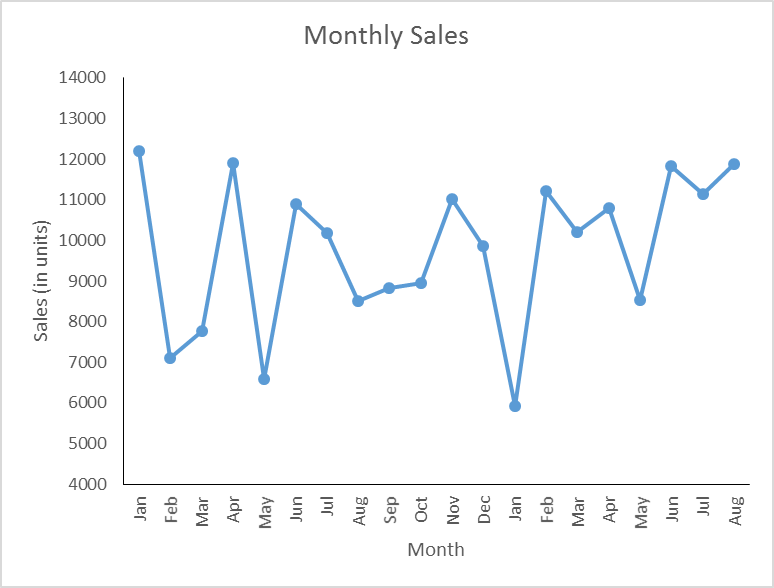 Monthly Sales
14000
13000
12000
11000
10000
9000
8000
7000
6000
5000
4000
Sales (in units)
Jan Feb Mar Apr May Jun Jul Aug Sep Oct Nov Dec Jan Feb Mar Apr May Jun Jul Aug
Month